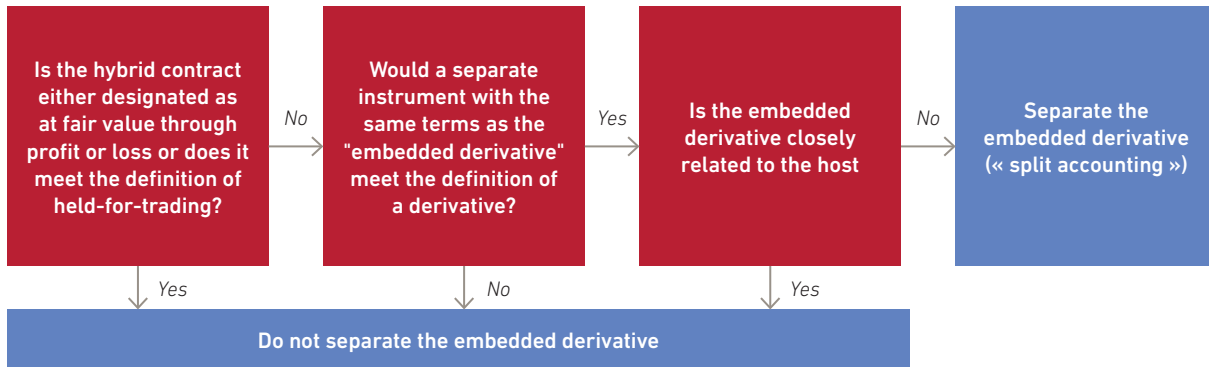 Is the hybrid contract
either designated as
at fair value through
profit or loss or does it
meet the definition of
held-for-trading?
No
Would a separate
instrument with the
same terms as the
"embedded derivative"
meet the definition of
a derivative?
Yes
Is the embedded
derivative closely
related to the host
No
Separate the
embedded derivative
(« split accounting »)
Yes
No
Yes
Do not separate the embedded derivative